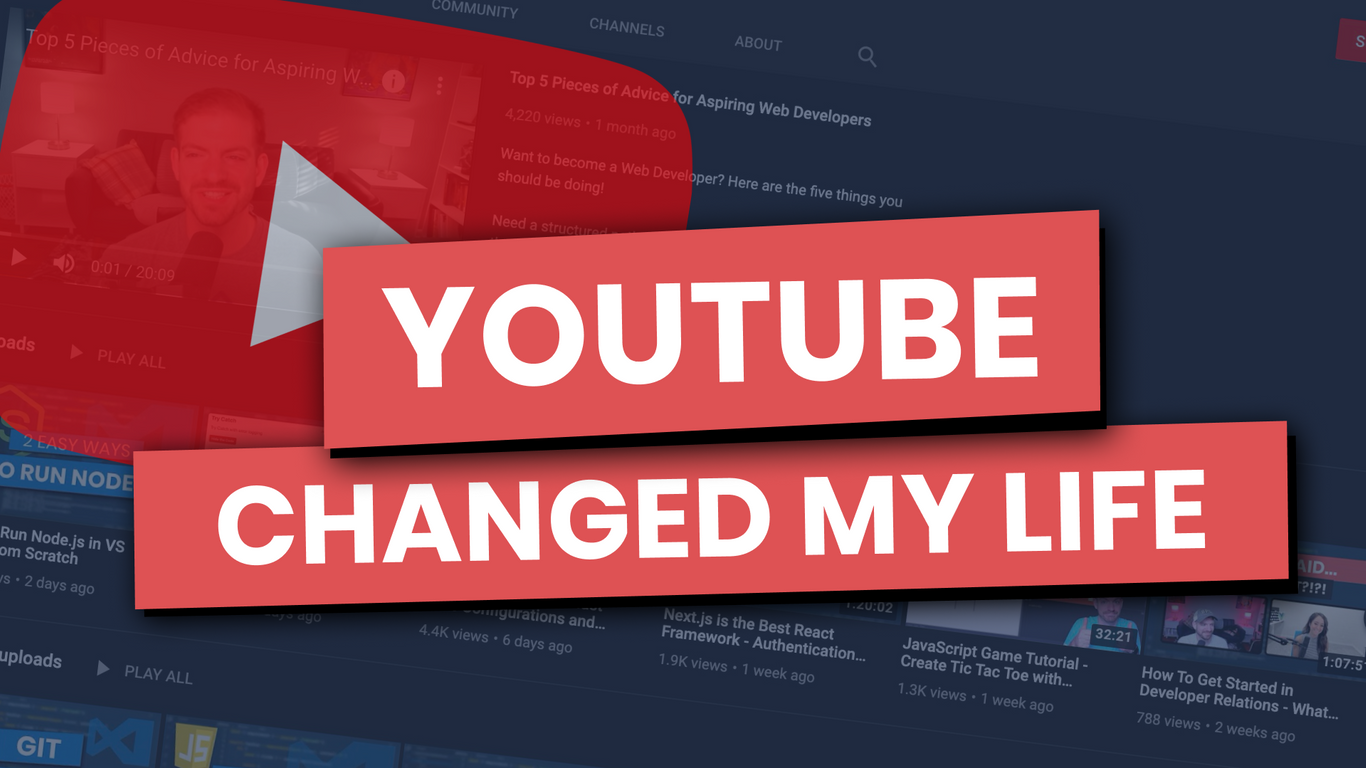 COMMUNITY CHANNELS ABOUT
Top 5 Pieces of Advice for Aspiring W...
Top 5 Pieces of Advice for Aspiring Web Developers
4,220 views • 1 month ago
Want to become a Web Developer? Here are the five things you
should be doing!
Need a structured
0:01 / 20:09
YOUTUBE
CHANGED MY LIFE
PLAY ALL
2 EASY WAYS
O RUN NODE
Run Node.js in VS
om Scratch
2 days ago
ago
and...
4.4K views • 6 days ago
1:20:02
Next.js is the Best React
Framework - Authentication...
1.9K views • 1 week ago
32:21
JavaScript Game Tutorial -
Create Tic Tac Toe with...
1.3K views • 1 week ago
AID...
?!?!
1:07:5
How To Get Started in
Developer Relations - What...
788 views • 2 weeks ago
uploads PLAY ALL
GIT
JS